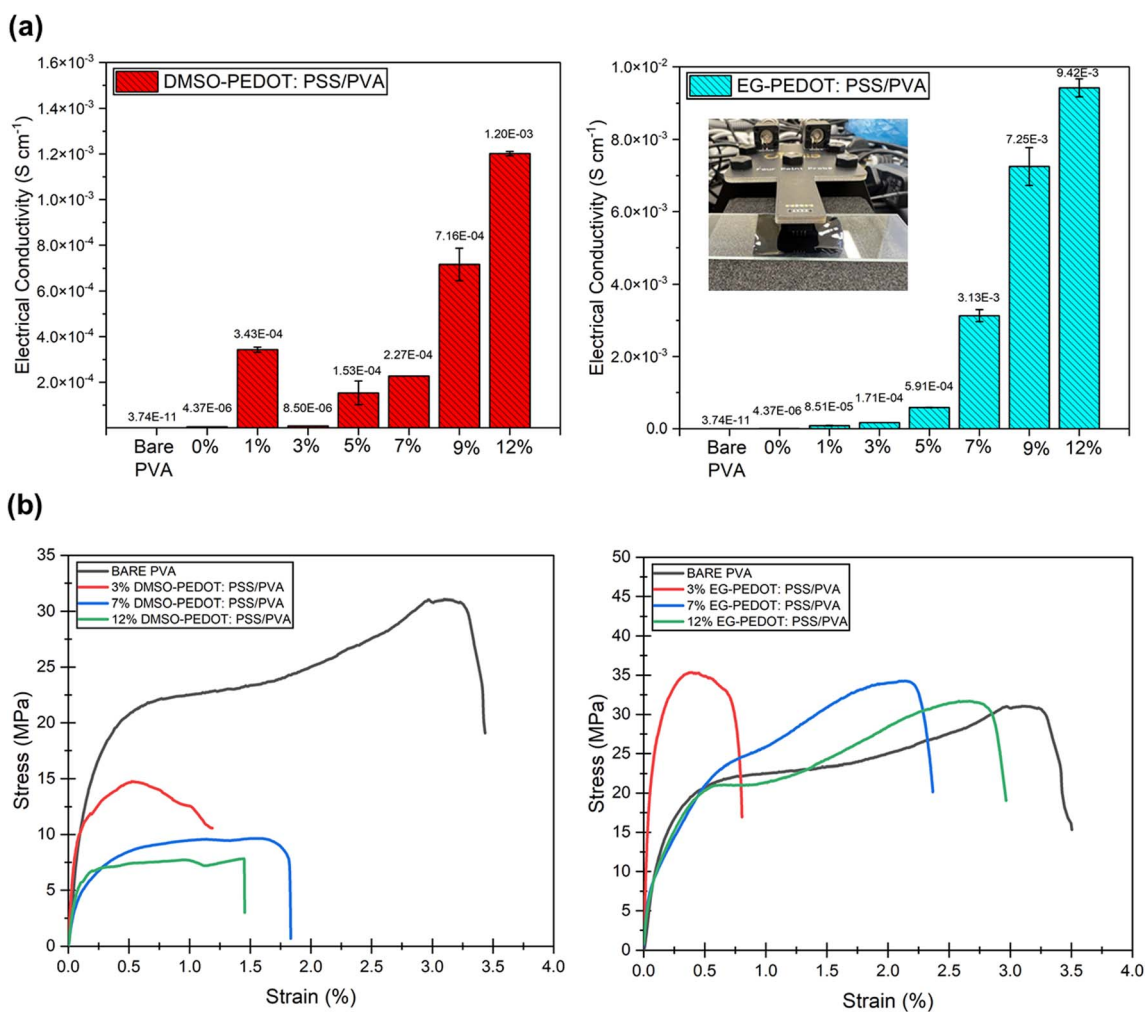 (a)
1.6×10⁻³
1.4×10⁻³
1.2×10⁻³
1.0×10⁻³
8.0×10⁻⁴
6.0×10⁻⁴
4.0×10⁻⁴
2.0×10⁻⁴
Electrical Conductivity (S cm⁻¹)
DMSO-PEDOT: PSS/PVA
3.74E-11
4.37E-06
3.43E-04
8.50E-06
1.53E-04
2.27E-04
7.16E-04
1.20E-03
Bare PVA
0%
1%
3%
5%
7%
9%
12%
1.0×10⁻²
8.0×10⁻³
6.0×10⁻³
4.0×10⁻³
2.0×10⁻³
0.0
Electrical Conductivity (S cm⁻¹)
EG-PEDOT: PSS/PVA
Four Point Probe
3.74E-11
4.37E-06
8.51E-05
1.71E-04
5.91E-04
3.13E-3
7.25E-3
9.42E-3
Bare PVA
0%
1%
3%
5%
7%
9%
12%
(b)
35
30
25
20
15
10
5
0
Stress (MPa)
BARE PVA
3% DMSO-PEDOT: PSS/PVA
7% DMSO-PEDOT: PSS/PVA
12% DMSO-PEDOT: PSS/PVA
0.0 0.5 1.0 1.5 2.0 2.5 3.0 3.5 4.0
Strain (%)
50
45
40
35
30
25
20
15
10
5
0
Stress (MPa)
BARE PVA
3% EG-PEDOT: PSS/PVA
7% EG-PEDOT: PSS/PVA
12% EG-PEDOT: PSS/PVA
0.0 0.5 1.0 1.5 2.0 2.5 3.0 3.5 4.0
Strain (%)